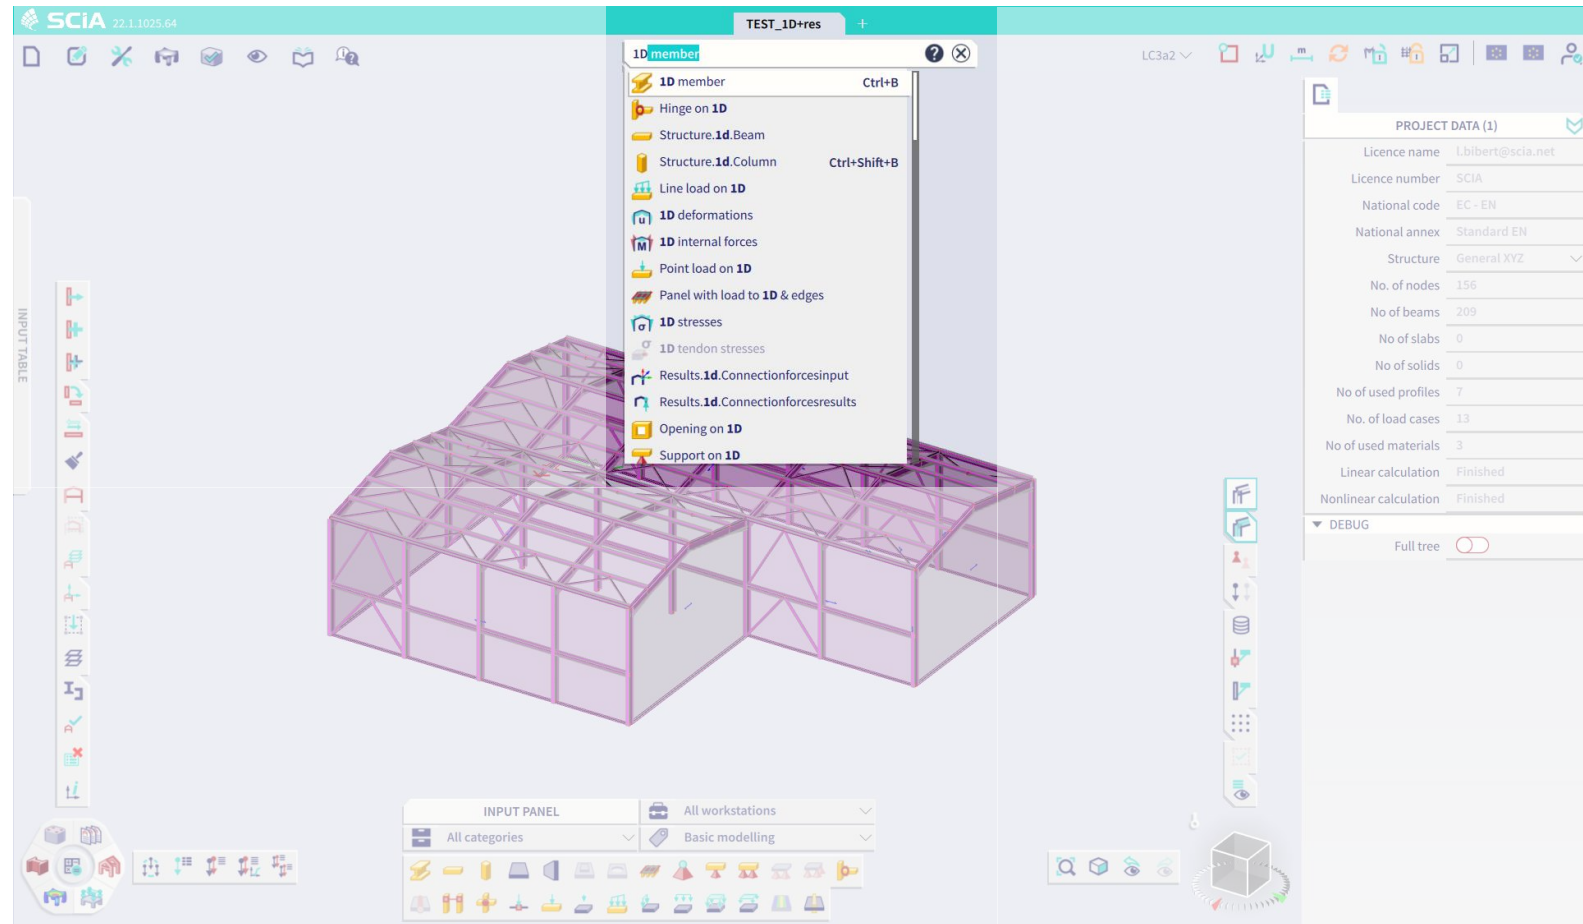 SCiA 22.1.1025.64
TEST_1D+res +
1D member
LC3a2
1D member Ctrl+B
Hinge on 1D
Structure.1d.Beam
Structure.1d.Column Ctrl+Shift+B
Line load on 1D
1D deformations
1D internal forces
Point load on 1D
Panel with load to 1D & edges
1D stresses
1D tendon stresses
Results.1d.Connectionforcesinput
Results.1d.Connectionforcesresults
Opening on 1D
Support on 1D
PROJECT DATA (1)
Licence name l.bibert@scia.net
Licence number SCIA
National code EC - EN
National annex Standard EN
Structure General XYZ
No. of nodes 156
No of beams 209
No of slabs 0
No of solids 0
No of used profiles 7
No. of load cases 13
No of used materials 3
Linear calculation Finished
Nonlinear calculation Finished
DEBUG
Full tree
INPUT TABLE
INPUT PANEL
All workstations
All categories
Basic modelling